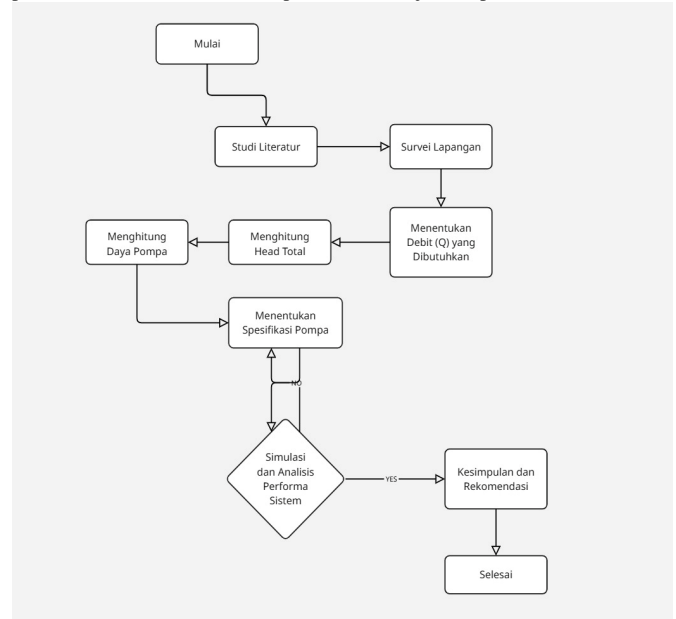 Mulai
Studi Literatur
Survei Lapangan
Menentukan
Debit (Q) yang
Dibutuhkan
Menghitung
Head Total
Menghitung
Daya Pompa
Menentukan
Spesifikasi Pompa
NO
Simulasi
dan Analisis
Performa
Sistem
YES
Kesimpulan dan
Rekomendasi
Selesai